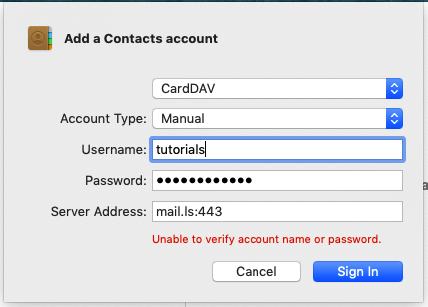 Add a Contacts account
CardDAV
Account Type: Manual
Username: tutorials
Password: ●●●●●●●●●●●●
Server Address: mail.ls:443
Unable to verify account name or password.
Cancel Sign In